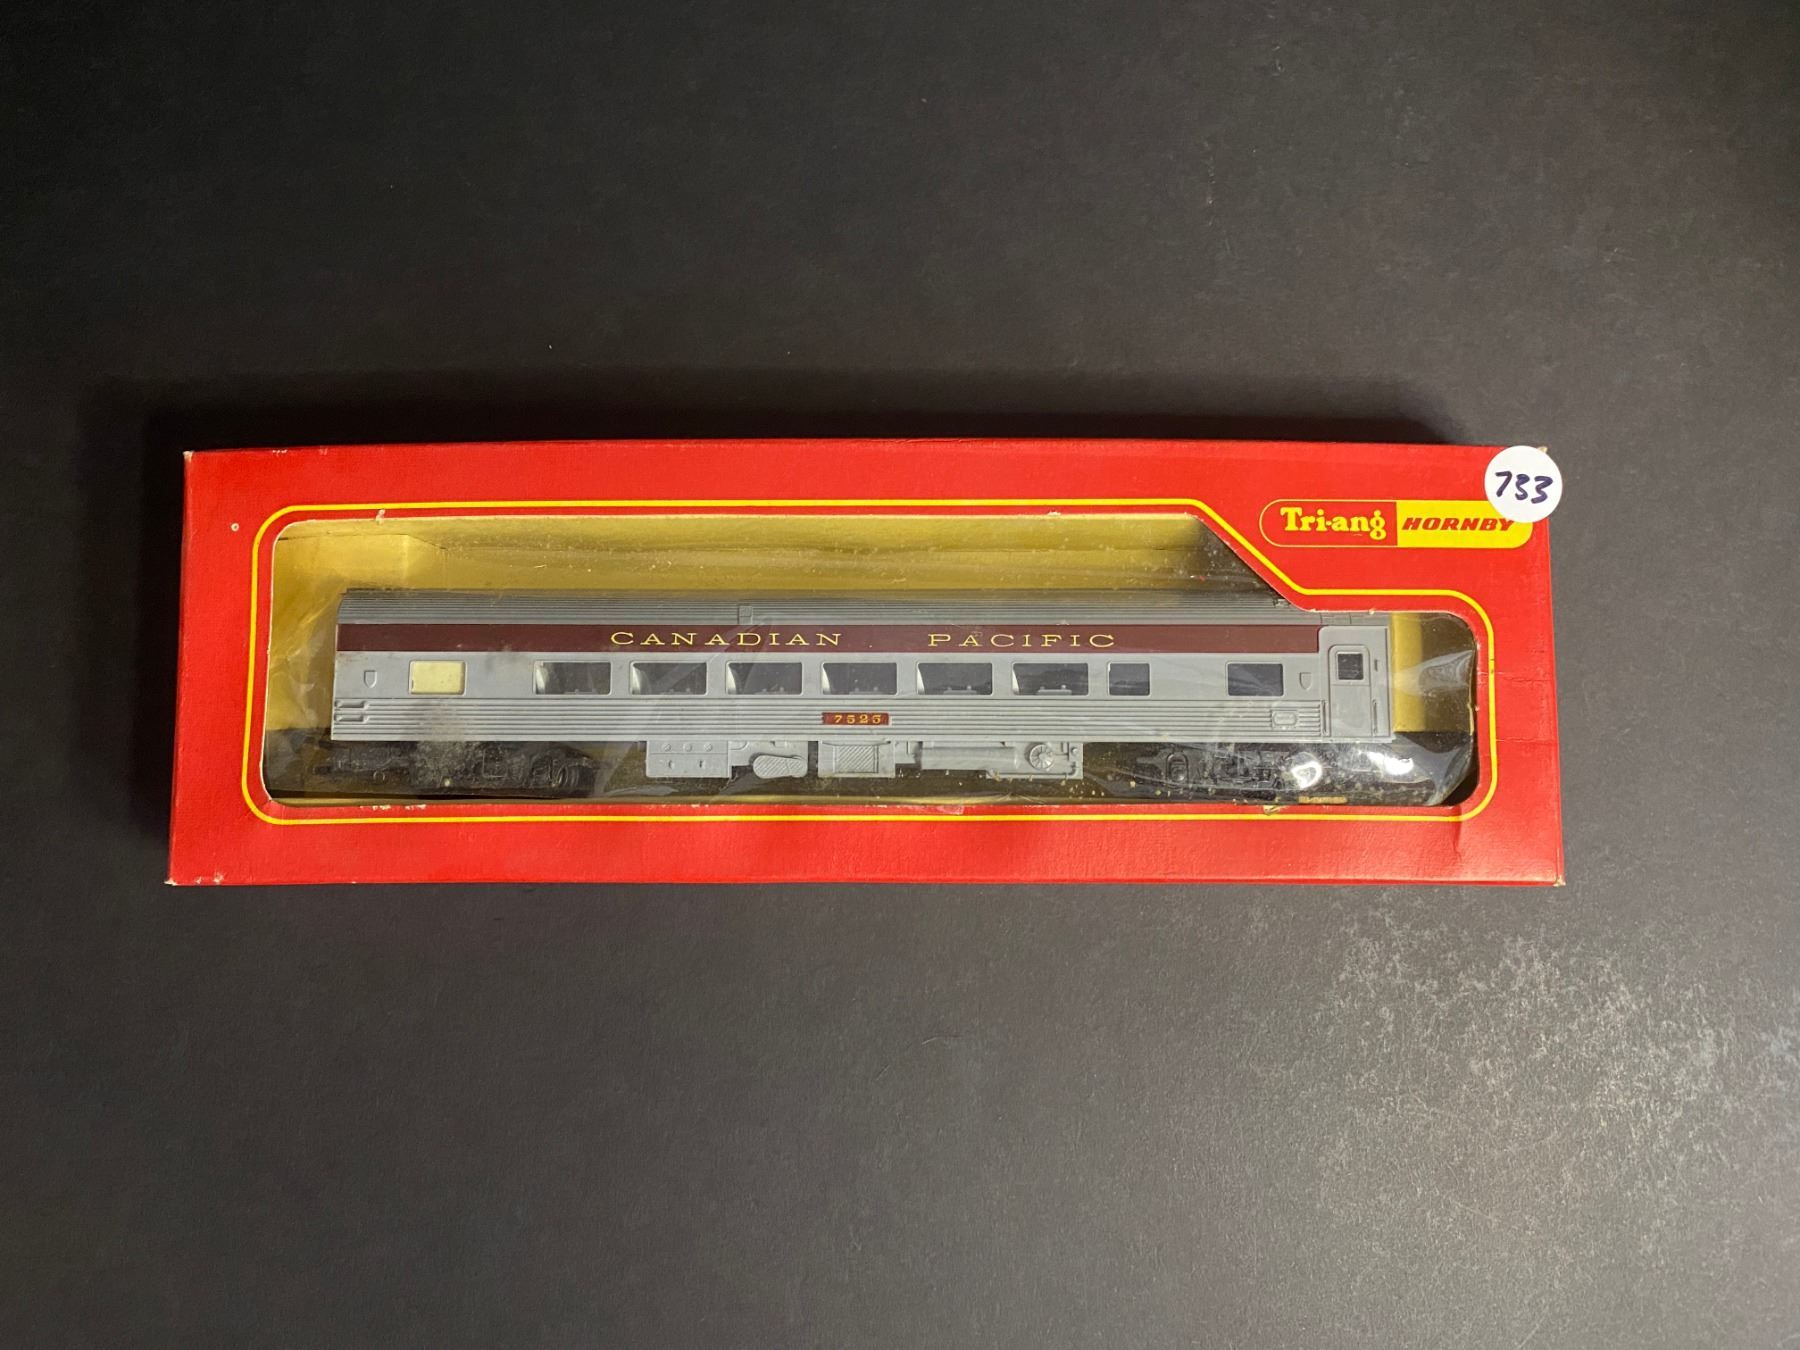 733
Tri-ang HORNBY
CANADIAN PACIFIC
7525